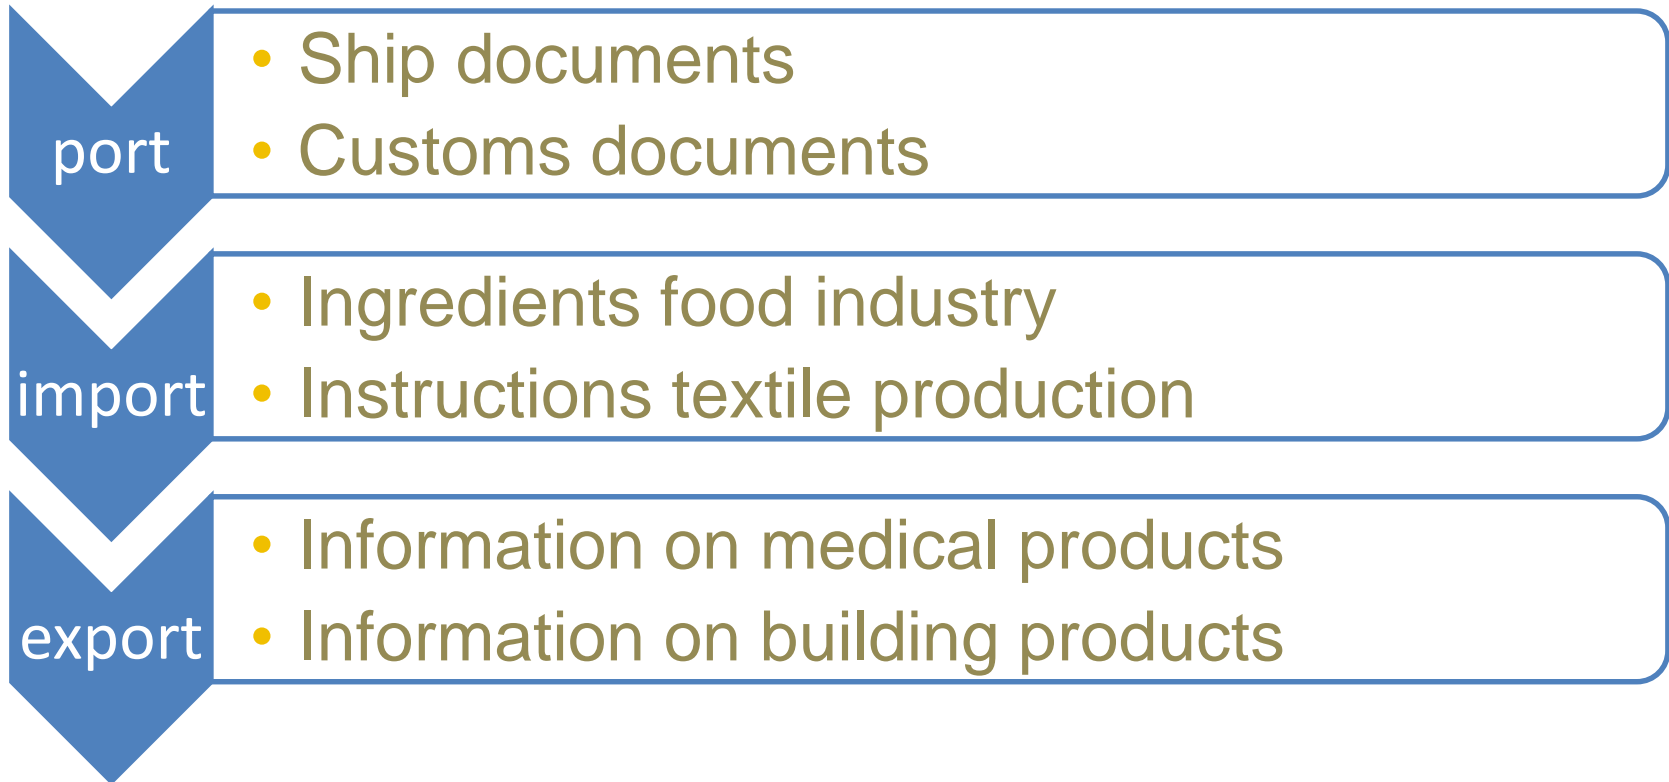 port
• Ship documents
• Customs documents
import
• Ingredients food industry
• Instructions textile production
export
• Information on medical products
• Information on building products